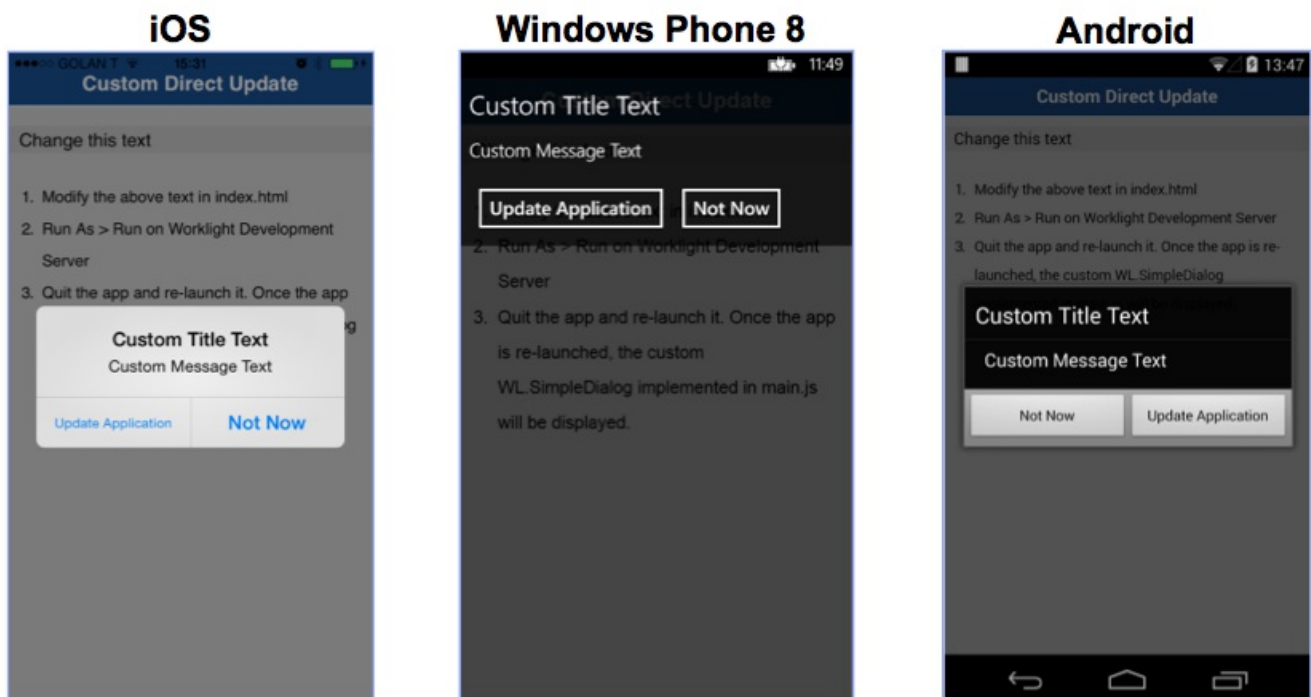 iOS
GOLAN T 15:31
Custom Direct Update
Change this text
1. Modify the above text in index.html
2. Run As > Run on Worklight Development
Server
3. Quit the app and re-launch it. Once the app
Custom Title Text
Custom Message Text
Update Application Not Now
Windows Phone 8
11:49
Custom Title Text
Custom Message Text
Update Application Not Now
2. Run As > Run on Worklight Development
Server
3. Quit the app and re-launch it. Once the app
is re-launched, the custom
WL.SimpleDialog implemented in main.js
will be displayed.
Android
13:47
Custom Direct Update
Change this text
1. Modify the above text in index.html
2. Run As > Run on Worklight Development Server
3. Quit the app and re-launch it. Once the app is re-
launched, the custom WL.SimpleDialog
Custom Title Text
Custom Message Text
Not Now Update Application